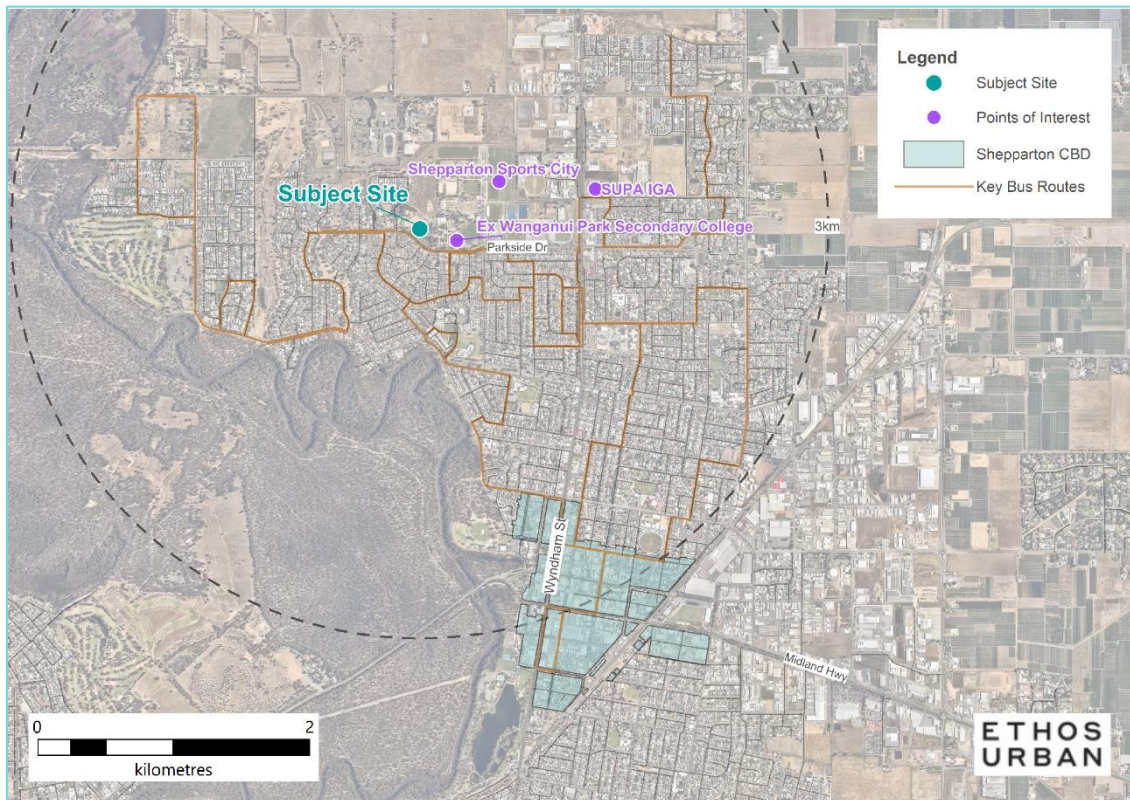 Legend
Subject Site
Points of Interest
Shepparton CBD
Key Bus Routes
Shepparton Sports City
SUPA IGA
Subject Site
Ex Wanganui Park Secondary College
Parkside Dr
3km
Wyndham St
Midland Hwy
0
2
kilometres
ETHOS
URBAN